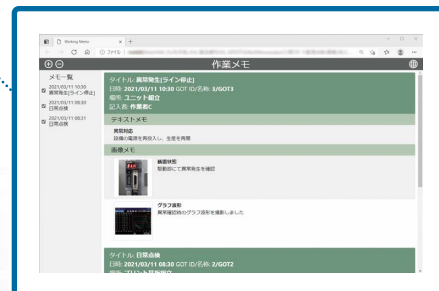 Working Memo
ファイル
作業メモ
メモ一覧
2021/03/11 10:30
異常発生(ライン停止)
2021/03/11 08:30
日常点検
2021/03/11 08:21
日常点検
タイトル: 異常発生(ライン停止)
日時: 2021/03/11 10:30 GOT ID/名称: 3/GOT3
場所: ユニット組立
記入者: 作業者C
テキストメモ
異常対応
設備の電源を再投入し、生産を再開
画像メモ
装置状態
駆動部にて異常発生を確認
グラフ波形
異常確認時のグラフ波形を撮影しました
タイトル: 日常点検
日時: 2021/03/11 08:30 GOT ID/名称: 2/GOT2